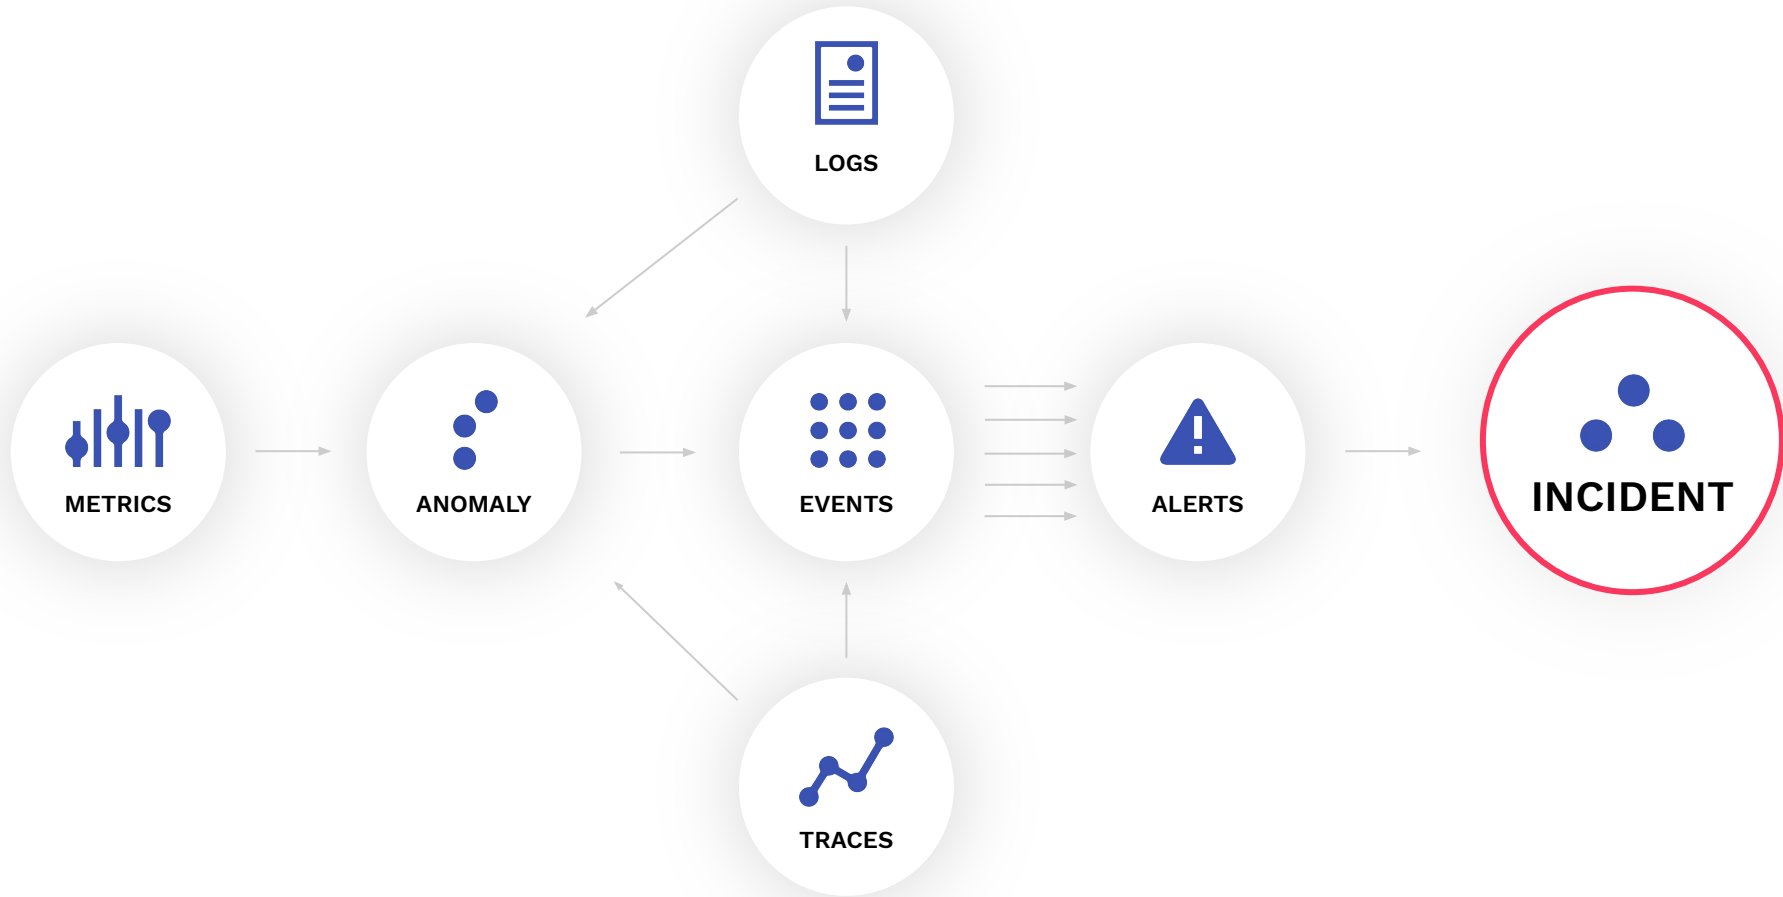 LOGS
METRICS
ANOMALY
EVENTS
ALERTS
INCIDENT
TRACES